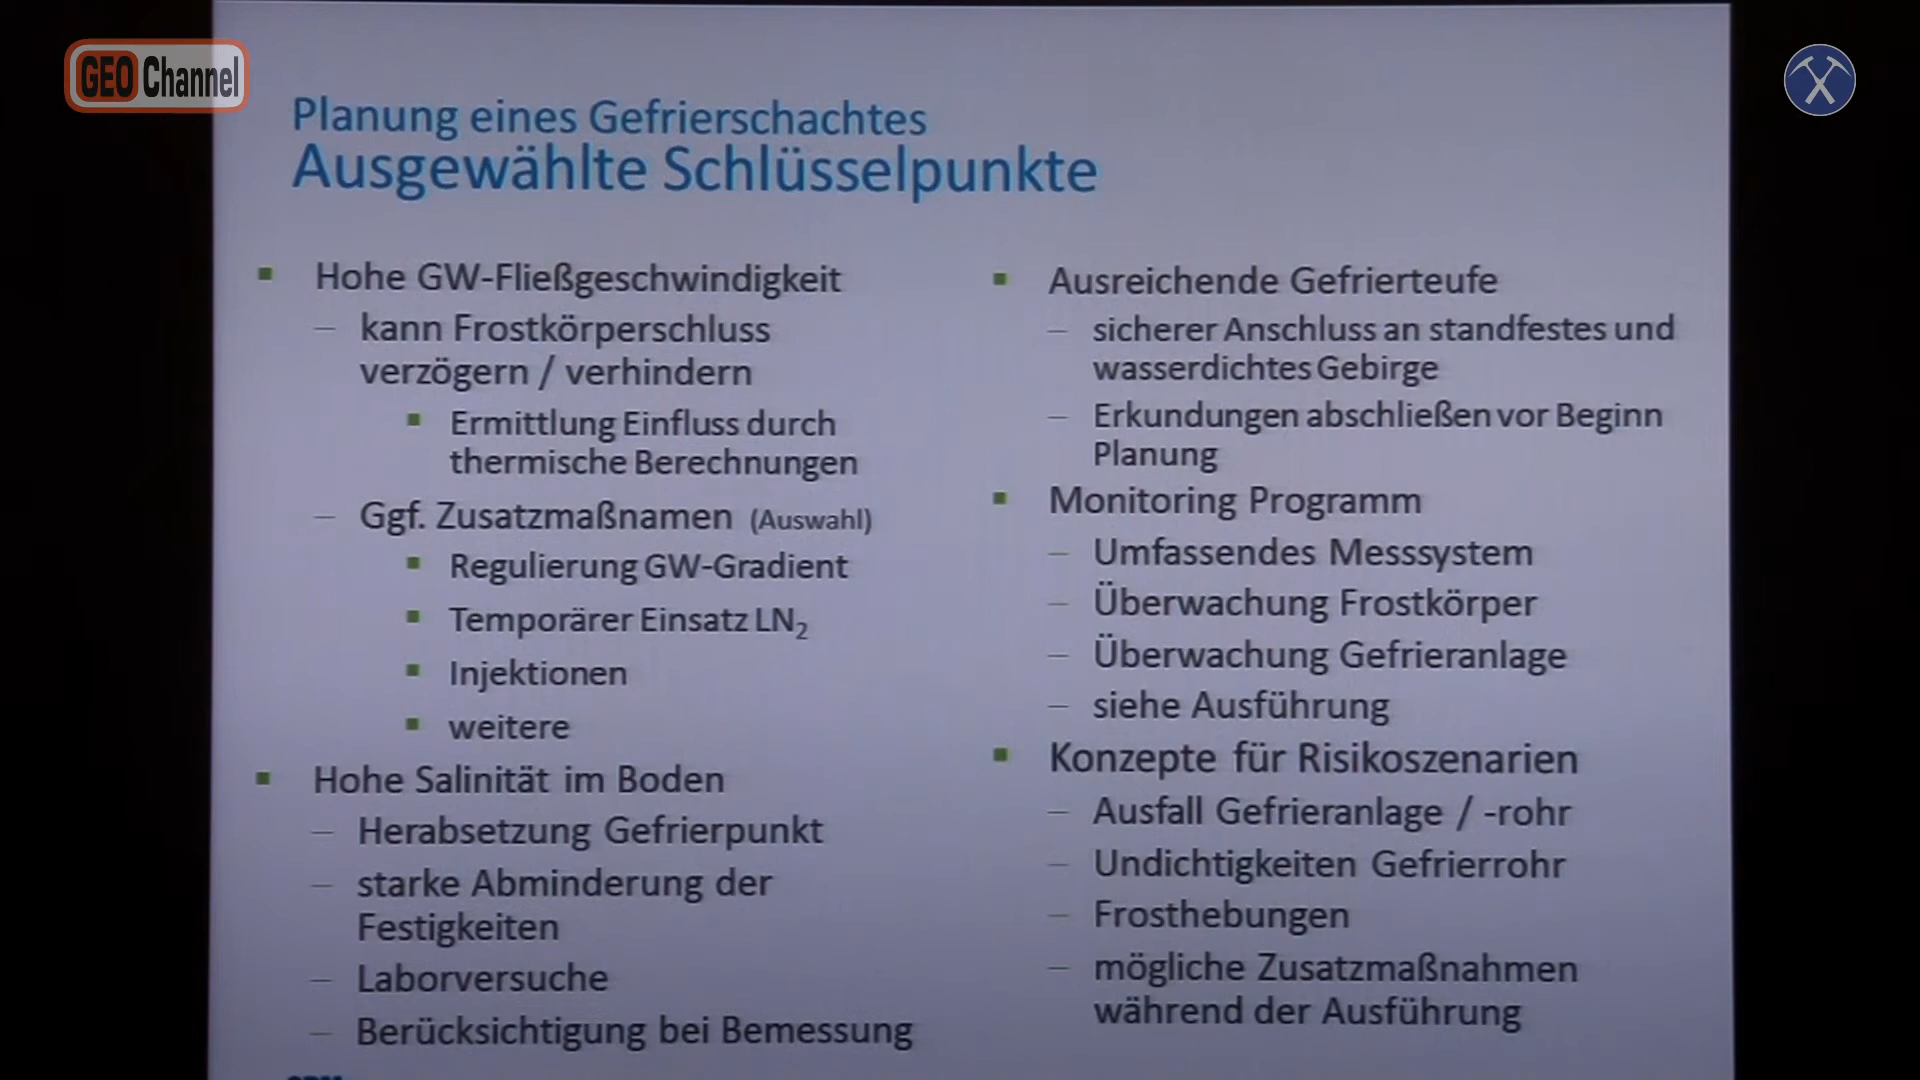 GEO Channel
Planung eines Gefrierschachtes
Ausgewählte Schlüsselpunkte
Hohe GW-Fließgeschwindigkeit
kann Frostkörperschluss
verzögern / verhindern
Ermittlung Einfluss durch
thermische Berechnungen
Ggf. Zusatzmaßnamen (Auswahl)
Regulierung GW-Gradient
Temporärer Einsatz LN₂
Injektionen
weitere
Hohe Salinität im Boden
Herabsetzung Gefrierpunkt
starke Abminderung der
Festigkeiten
Laborversuche
Berücksichtigung bei Bemessung
Ausreichende Gefrierteufe
sicherer Anschluss an standfestes und
wasserdichtes Gebirge
Erkundungen abschließen vor Beginn
Planung
Monitoring Programm
Umfassendes Messsystem
Überwachung Frostkörper
Überwachung Gefrieranlage
siehe Ausführung
Konzepte für Risikoszenarien
Ausfall Gefrieranlage / -rohr
Undichtigkeiten Gefrierrohr
Frosthebungen
mögliche Zusatzmaßnahmen
während der Ausführung